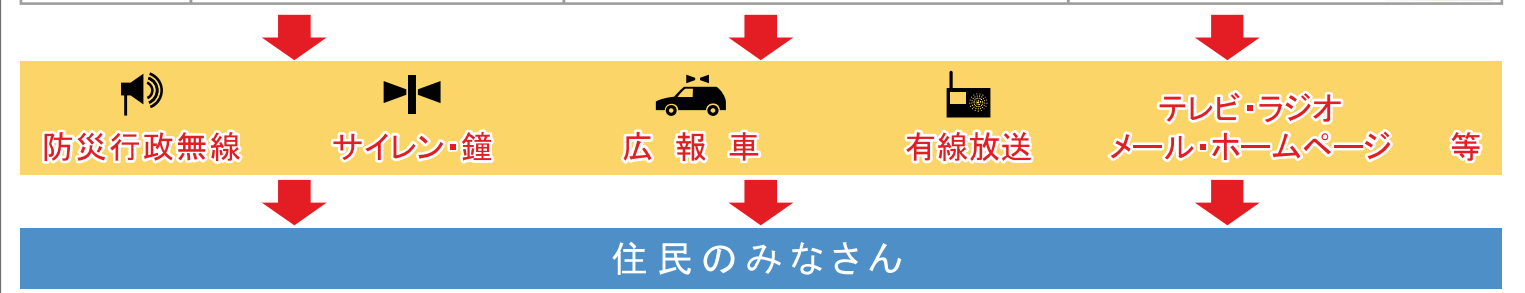 テレビ・ラジオ
防災行政無線 サイレン・鐘 広報車 有線放送 メール・ホームページ 等
住民のみなさん